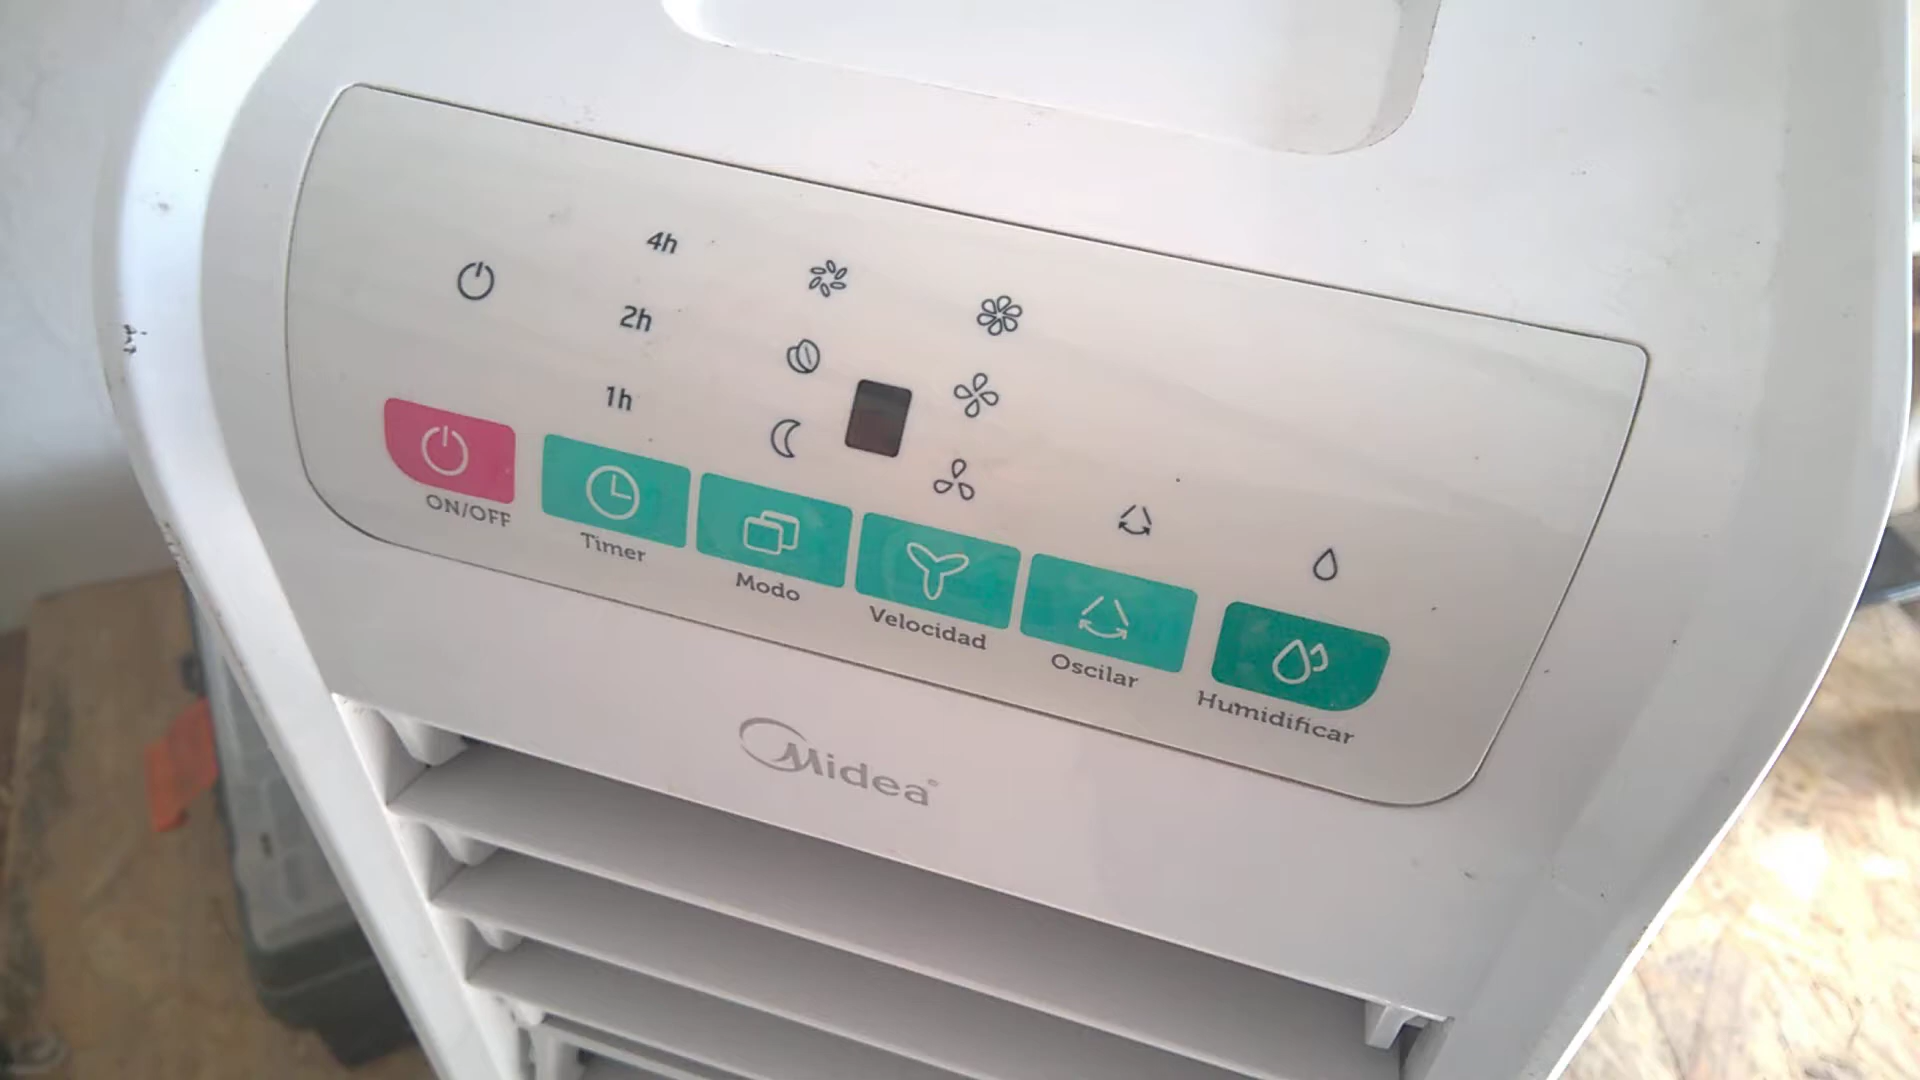 4h
2h
1h
ON/OFF
Timer
Modo
Velocidad
Oscilar
Humidificar
Midea